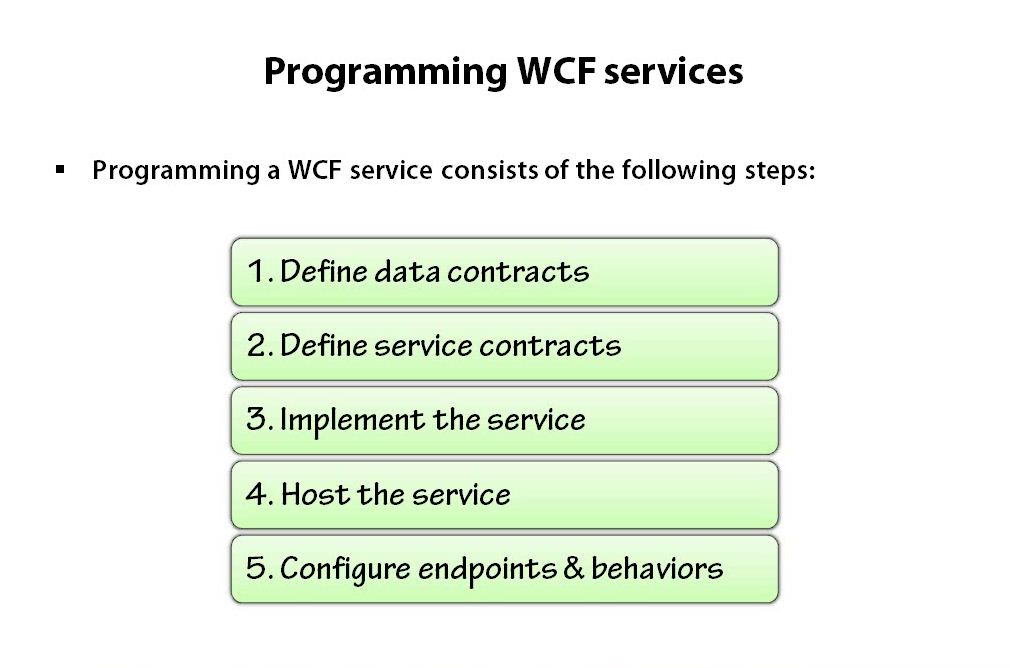 Programming WCF services
▪ Programming a WCF service consists of the following steps:
1. Define data contracts
2. Define service contracts
3. Implement the service
4. Host the service
5. Configure endpoints & behaviors